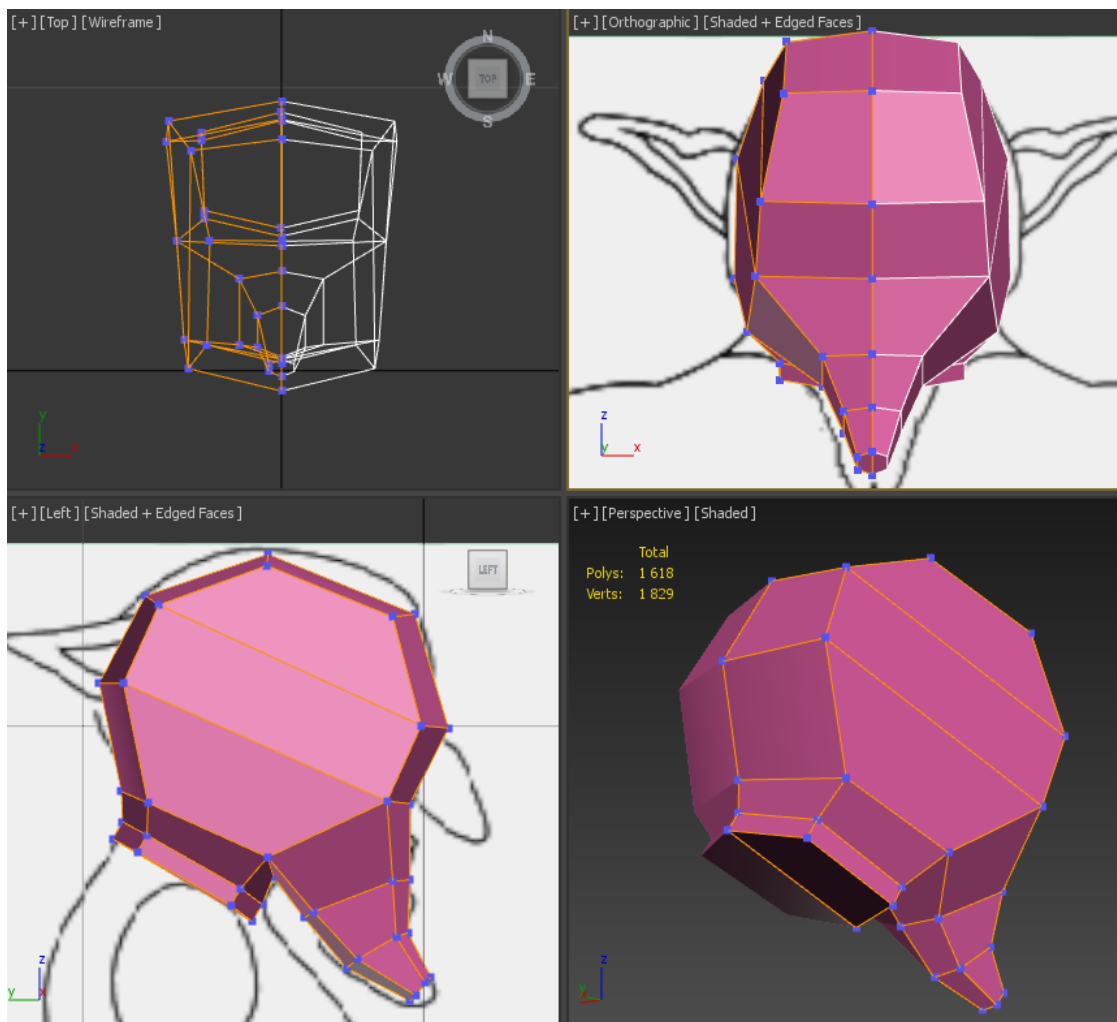 [+] [Top] [Wireframe]
N
W
TOP
E
S
y
z
x
[+] [Orthographic] [Shaded + Edged Faces]
z
y
x
[+] [Left] [Shaded + Edged Faces]
LEFT
z
y
x
[+] [Perspective] [Shaded]
Total
Polys: 1 618
Verts: 1 829
z
y